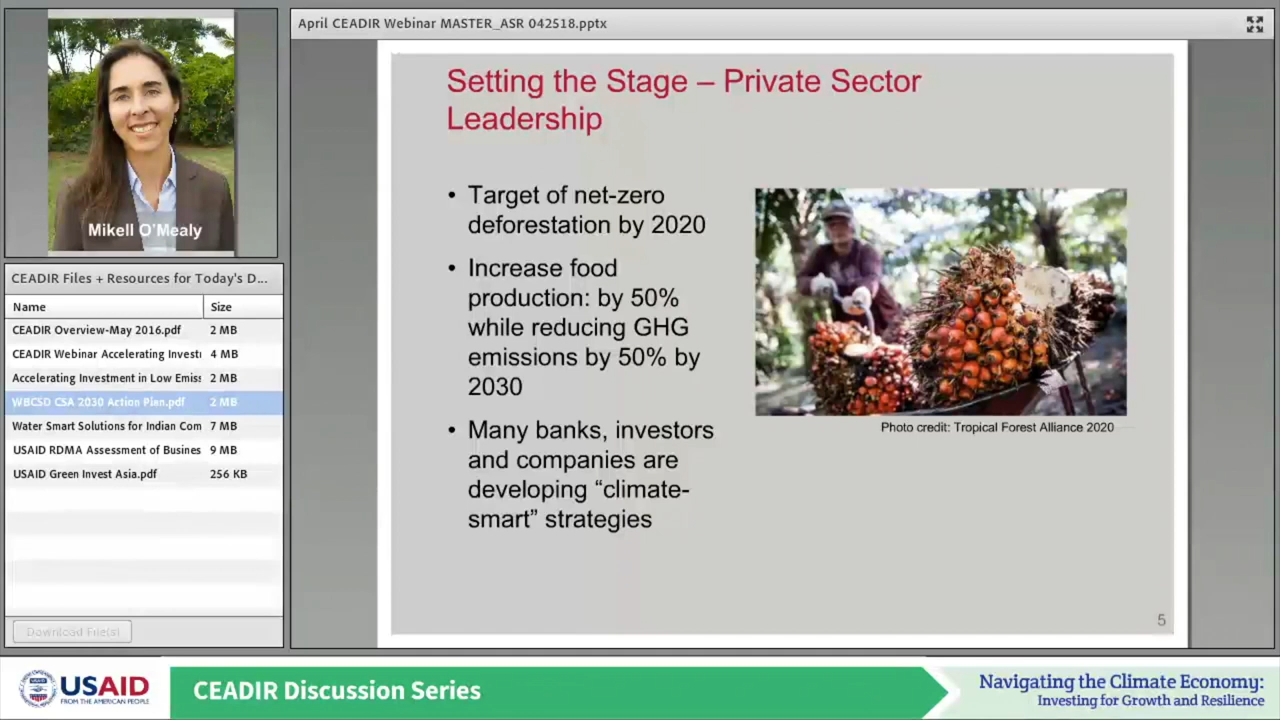 April CEADIR Webinar MASTER_ASR 042518.pptx
Mikell O'Mealy
CEADIR Files + Resources for Today's D...
Name Size
CEADIR Overview-May 2016.pdf 2 MB
CEADIR Webinar Accelerating Investi 4 MB
Accelerating Investment in Low Emiss 2 MB
WBCSD CSA 2030 Action Plan.pdf 2 MB
Water Smart Solutions for Indian Com 7 MB
USAID RDMA Assessment of Busines 9 MB
USAID Green Invest Asia.pdf 256 KB
Download File(s)
Setting the Stage – Private Sector
Leadership
• Target of net-zero
deforestation by 2020
• Increase food
production: by 50%
while reducing GHG
emissions by 50% by
2030
• Many banks, investors
and companies are
developing “climate-
smart” strategies
Photo credit: Tropical Forest Alliance 2020
5
USAID
FROM THE AMERICAN PEOPLE
CEADIR Discussion Series
Navigating the Climate Economy:
Investing for Growth and Resilience